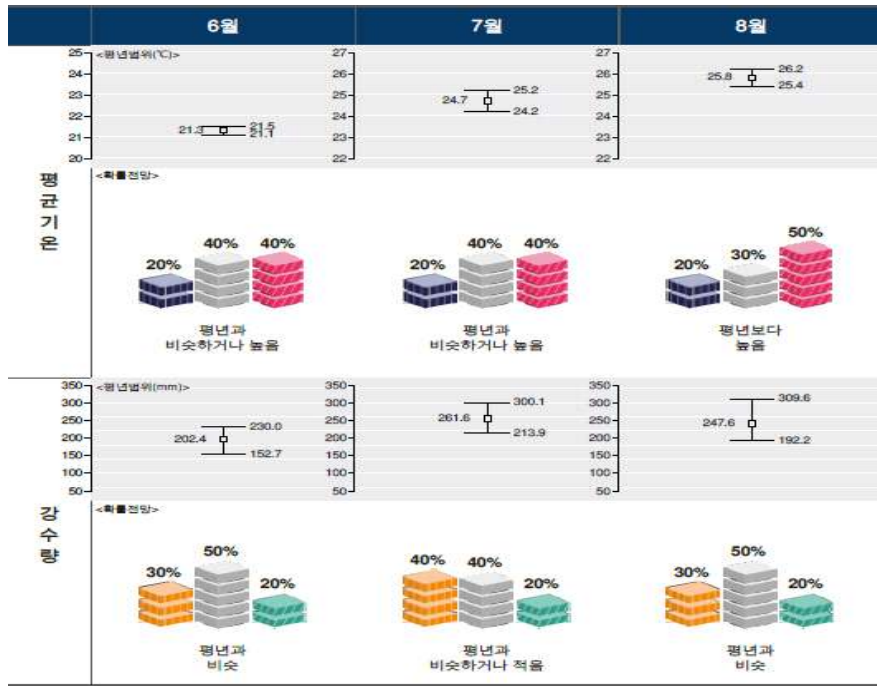 6월 7월 8월
평균기온
<평년범위(℃)>
25 24 23 22 21 20
21.3 21.5 21.1
27 26 25 24 23 22
24.7 25.2 24.2
27 26 25 24 23 22
25.8 26.2 25.4
<확률전망>
20% 40% 40%
평년과
비슷하거나 높음
20% 40% 40%
평년과
비슷하거나 높음
20% 30% 50%
평년보다
높음
강수량
<평년범위(mm)>
350 300 250 200 150 100 50
202.4 230.0 152.7
350 300 250 200 150 100 50
261.6 300.1 213.9
350 300 250 200 150 100 50
247.6 309.6 192.2
<확률전망>
30% 50% 20%
평년과
비슷
40% 40% 20%
평년과
비슷하거나 적음
30% 50% 20%
평년과
비슷